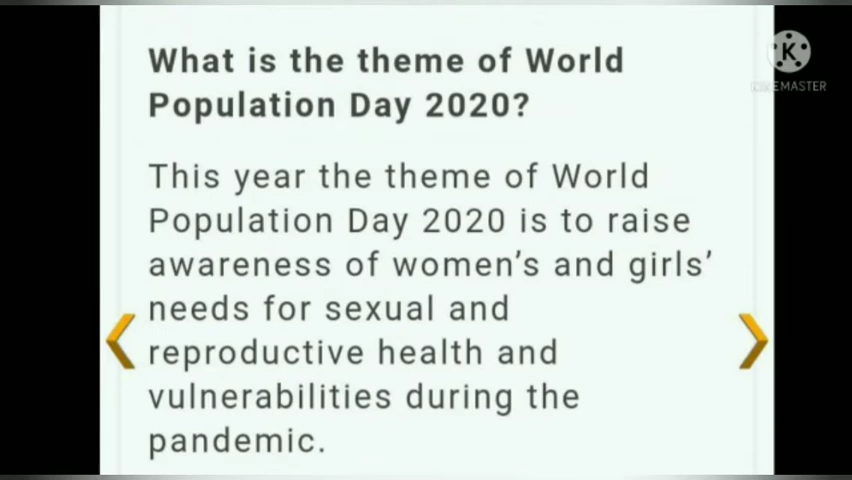 What is the theme of World
Population Day 2020?
This year the theme of World
Population Day 2020 is to raise
awareness of women's and girls'
needs for sexual and
reproductive health and
vulnerabilities during the
pandemic.
K
KINEMASTER